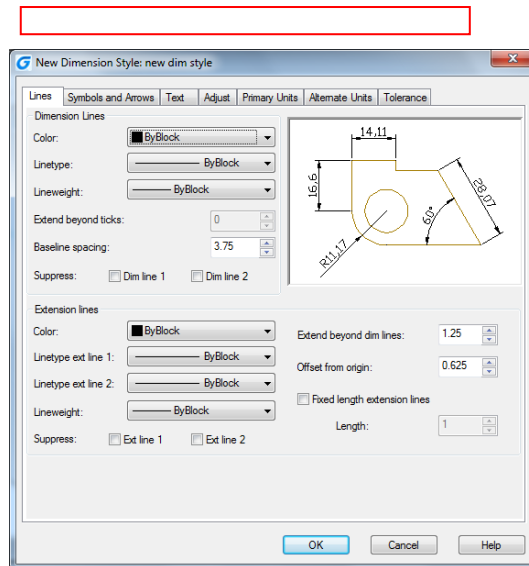 New Dimension Style: new dim style
Lines Symbols and Arrows Text Adjust Primary Units Alternate Units Tolerance
Dimension Lines
Color: ByBlock
Linetype: ByBlock
Lineweight: ByBlock
Extend beyond ticks: 0
Baseline spacing: 3.75
Suppress: Dim line 1 Dim line 2
14,11
16,6
28,07
60°
R11,17
Extension lines
Color: ByBlock
Linetype ext line 1: ByBlock
Linetype ext line 2: ByBlock
Lineweight: ByBlock
Suppress: Ext line 1 Ext line 2
Extend beyond dim lines: 1.25
Offset from origin: 0.625
Fixed length extension lines
Length: 1
OK Cancel Help